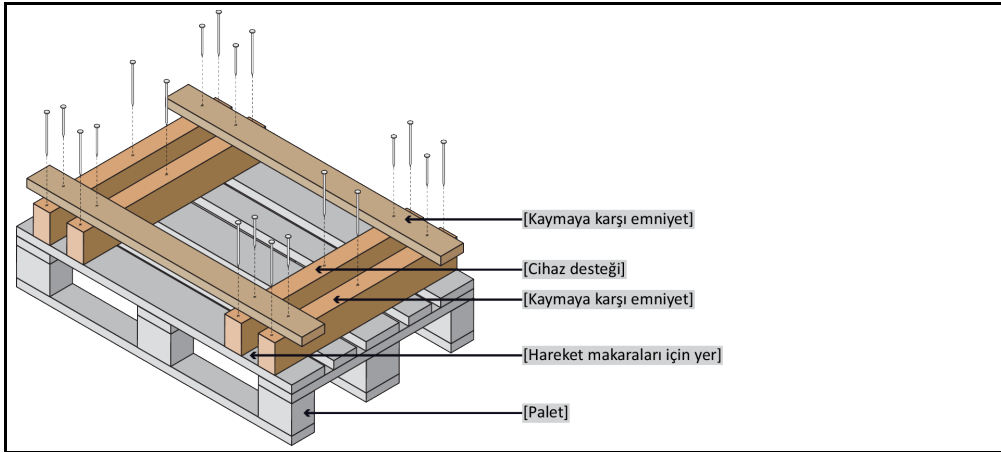 [Kaymaya karşı emniyet]
[Cihaz desteği]
[Kaymaya karşı emniyet]
[Hareket makaraları için yer]
[Palet]